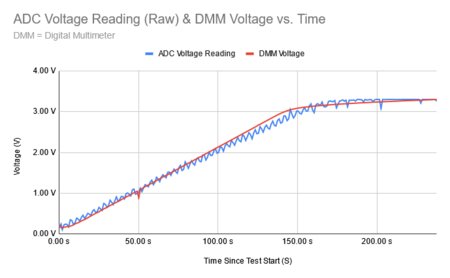 ADC Voltage Reading (Raw) & DMM Voltage vs. Time
DMM = Digital Multimeter
ADC Voltage Reading DMM Voltage
4.00 V
3.00 V
2.00 V
1.00 V
0.00 V
Voltage (V)
0.00 s 50.00 s 100.00 s 150.00 s 200.00 s
Time Since Test Start (S)